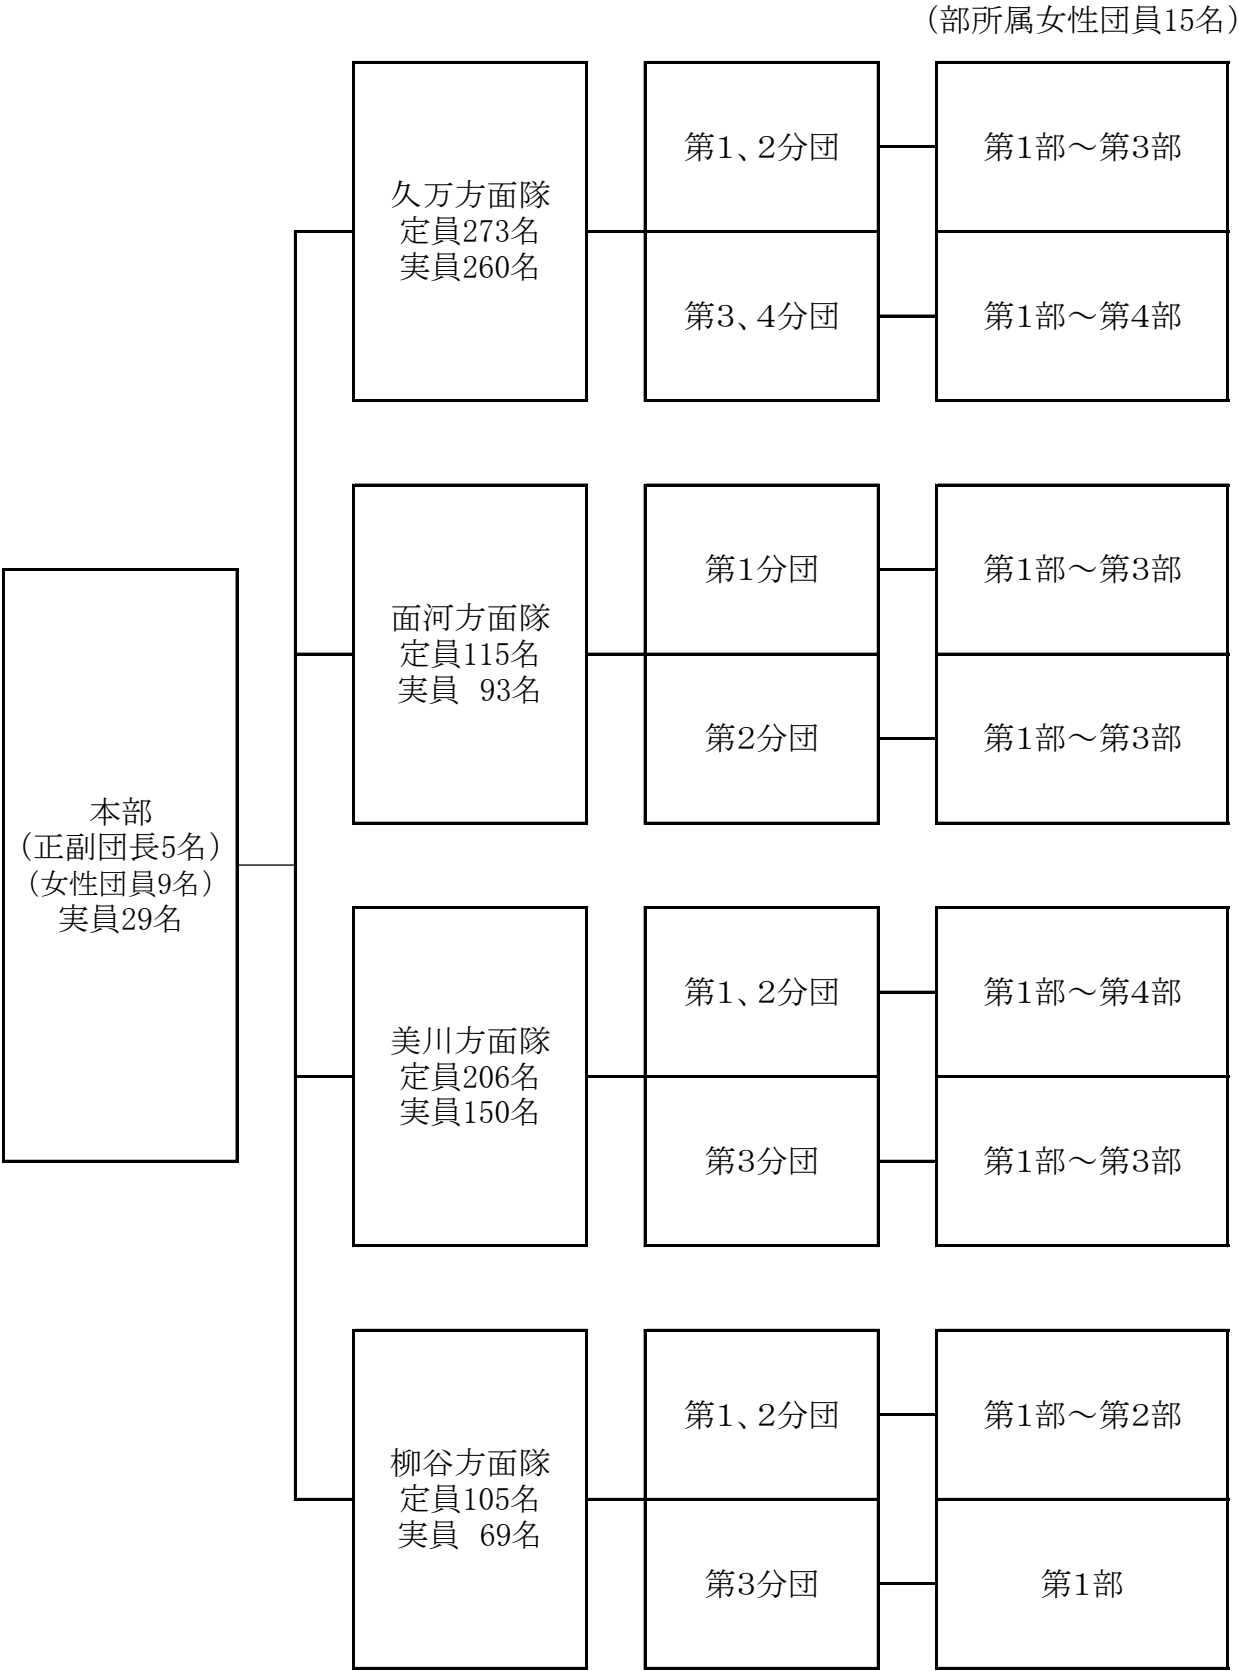 （部所属女性団員15名）
久万方面隊
定員273名
実員260名
第１、２分団
第１部～第３部
第３、４分団
第１部～第４部
面河方面隊
定員115名
実員　93名
第１分団
第１部～第３部
第２分団
第１部～第３部
本部
（正副団長5名）
（女性団員9名）
実員29名
美川方面隊
定員206名
実員150名
第１、２分団
第１部～第４部
第３分団
第１部～第３部
柳谷方面隊
定員105名
実員　69名
第１、２分団
第１部～第２部
第３分団
第１部